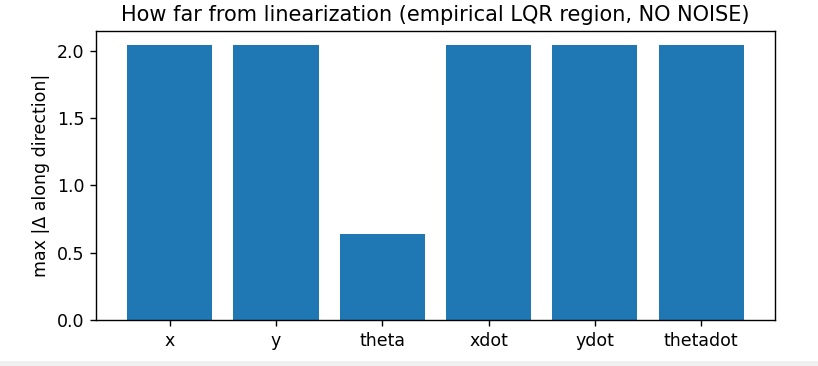 How far from linearization (empirical LQR region, NO NOISE)
max |Δ along direction|
2.0
1.5
1.0
0.5
0.0
x y theta xdot ydot thetadot